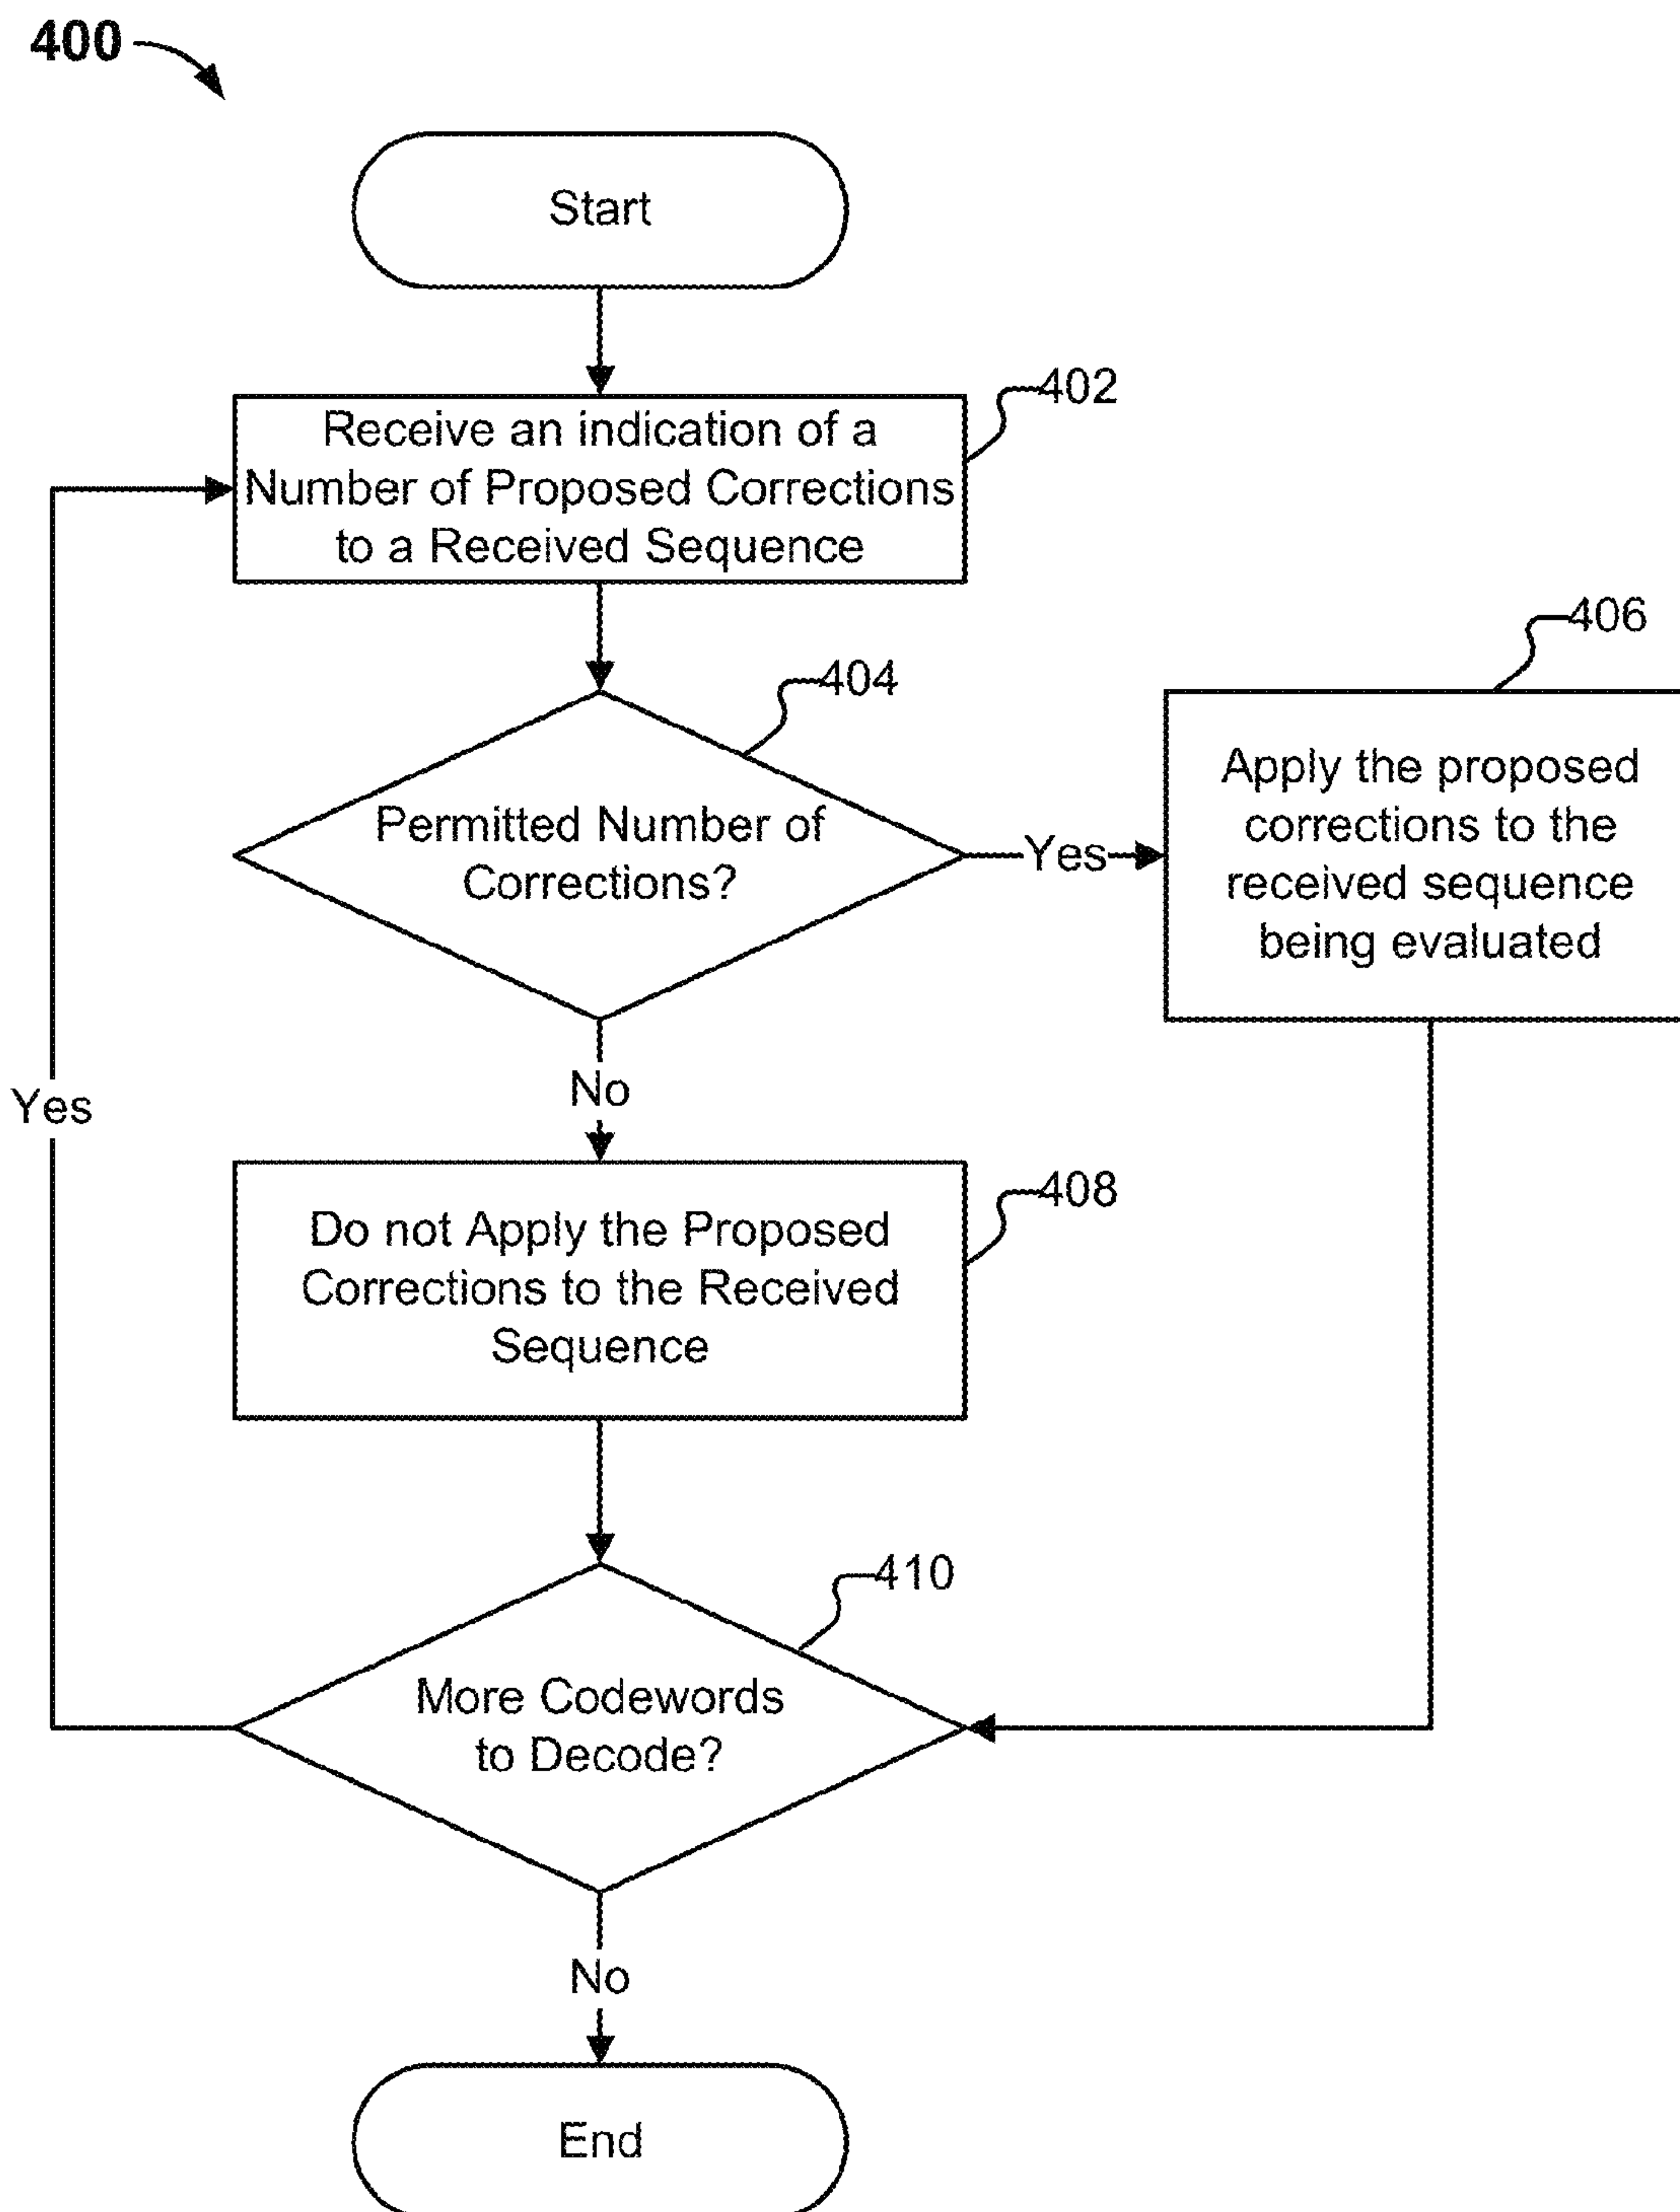 400
Start
402
Receive an indication of a
Number of Proposed Corrections
to a Received Sequence
404
Permitted Number of
Corrections?
Yes
406
Apply the proposed
corrections to the
received sequence
being evaluated
No
Yes
408
Do not Apply the Proposed
Corrections to the Received
Sequence
410
More Codewords
to Decode?
No
End